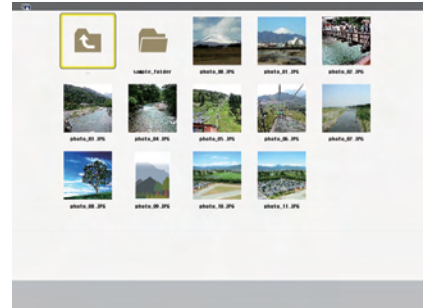 ..
sample_folder
photo_00.JPG
photo_01.JPG
photo_02.JPG
photo_03.JPG
photo_04.JPG
photo_05.JPG
photo_06.JPG
photo_07.JPG
photo_08.JPG
photo_09.JPG
photo_10.JPG
photo_11.JPG